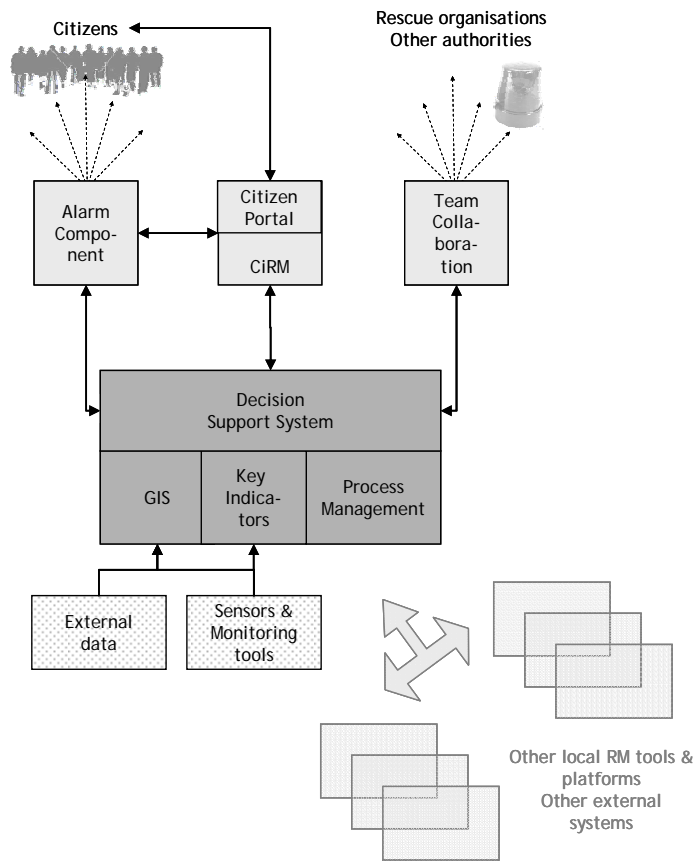 Citizens
Rescue organisations
Other authorities
Alarm
Compo-
nent
Citizen
Portal
CiRM
Team
Colla-
bora-
tion
Decision
Support System
GIS
Key
Indica-
tors
Process
Management
External
data
Sensors &
Monitoring
tools
Other local RM tools &
platforms
Other external
systems